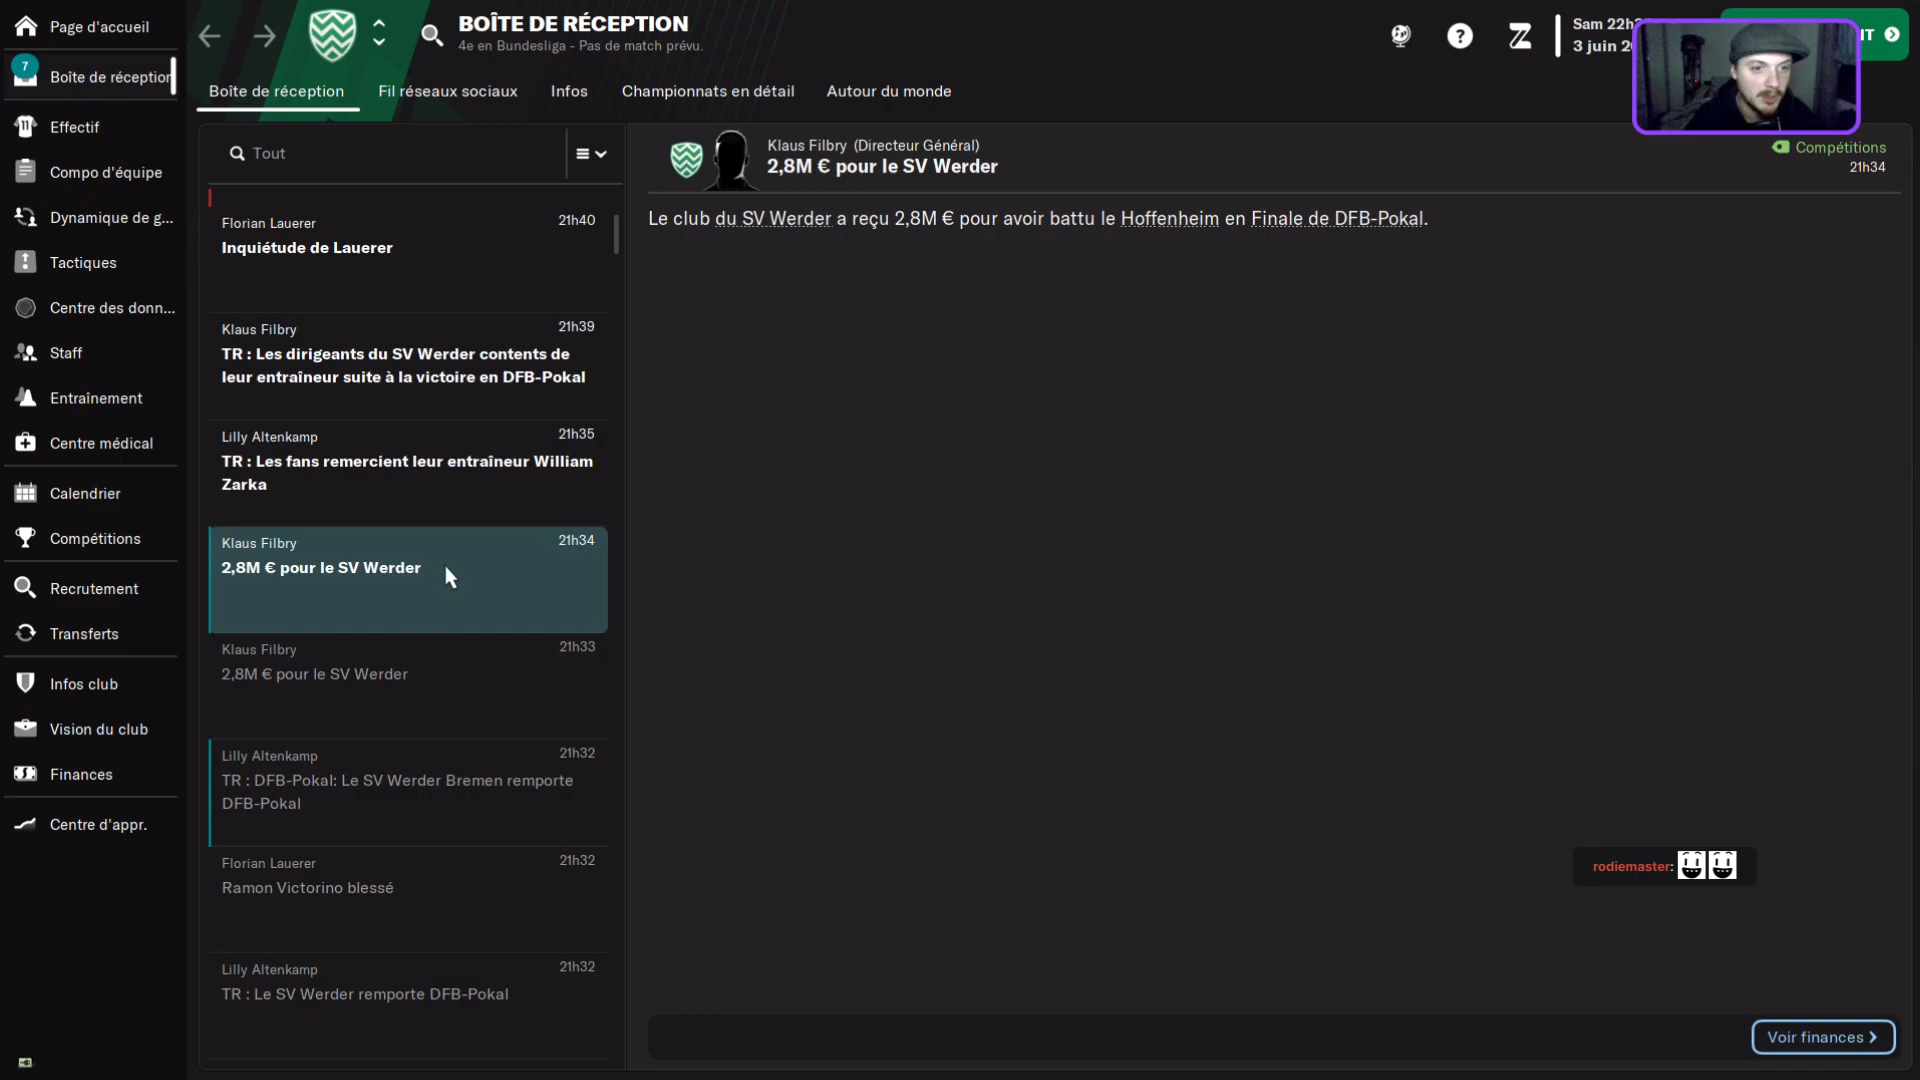 Page d'accueil
7
Boîte de réception
Effectif
Compo d'équipe
Dynamique de g...
Tactiques
Centre des donn...
Staff
Entraînement
Centre médical
Calendrier
Compétitions
Recrutement
Transferts
Infos club
Vision du club
Finances
Centre d'appr.
BOÎTE DE RÉCEPTION
4e en Bundesliga - Pas de match prévu.
Sam 22h
3 juin
Boîte de réception
Fil réseaux sociaux
Infos
Championnats en détail
Autour du monde
Tout
Florian Lauerer
21h40
Inquiétude de Lauerer
Klaus Filbry
21h39
TR : Les dirigeants du SV Werder contents de
leur entraîneur suite à la victoire en DFB-Pokal
Lilly Altenkamp
21h35
TR : Les fans remercient leur entraîneur William
Zarka
Klaus Filbry
21h34
2,8M € pour le SV Werder
Klaus Filbry
21h33
2,8M € pour le SV Werder
Lilly Altenkamp
21h32
TR : DFB-Pokal: Le SV Werder Bremen remporte
DFB-Pokal
Florian Lauerer
21h32
Ramon Victorino blessé
Lilly Altenkamp
21h32
TR : Le SV Werder remporte DFB-Pokal
Klaus Filbry (Directeur Général)
2,8M € pour le SV Werder
Compétitions
21h34
Le club du SV Werder a reçu 2,8M € pour avoir battu le Hoffenheim en Finale de DFB-Pokal.
rodiemaster:
Voir finances